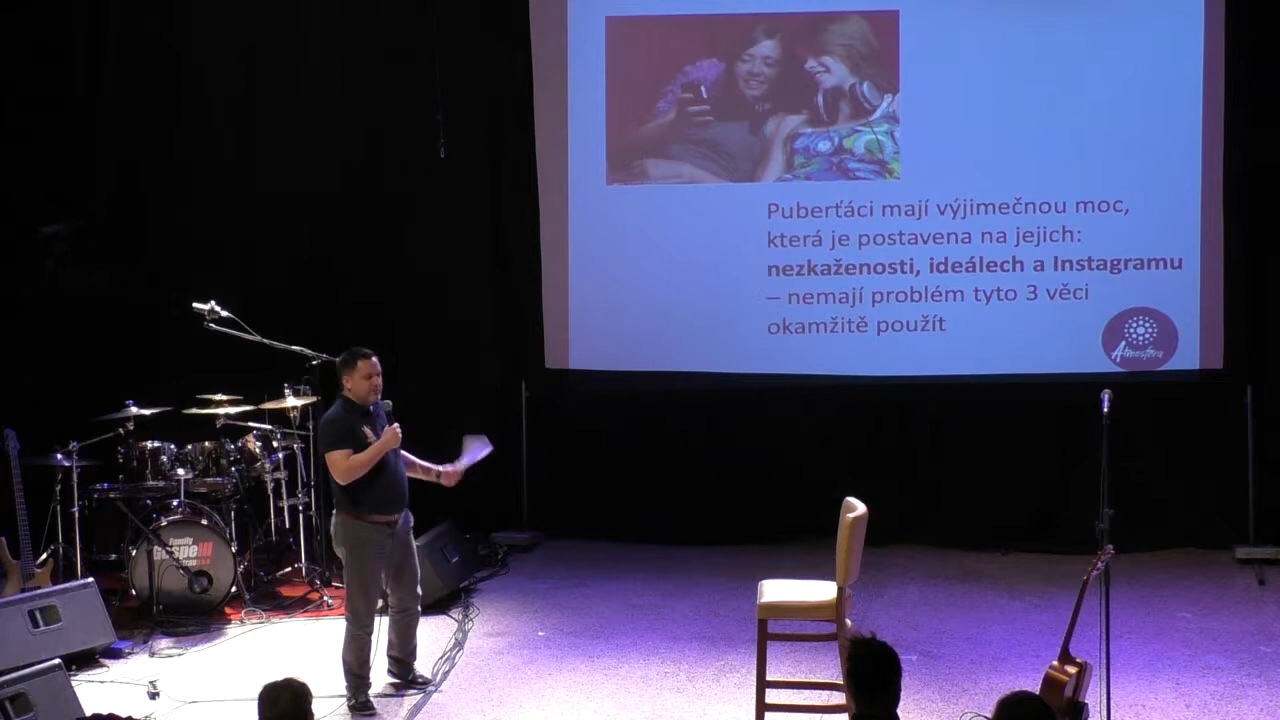 Puberťáci mají výjimečnou moc,
která je postavena na jejich:
nezkaženosti, ideálech a Instagramu
– nemají problém tyto 3 věci
okamžitě použít
Atmosféra
Family
Gospel